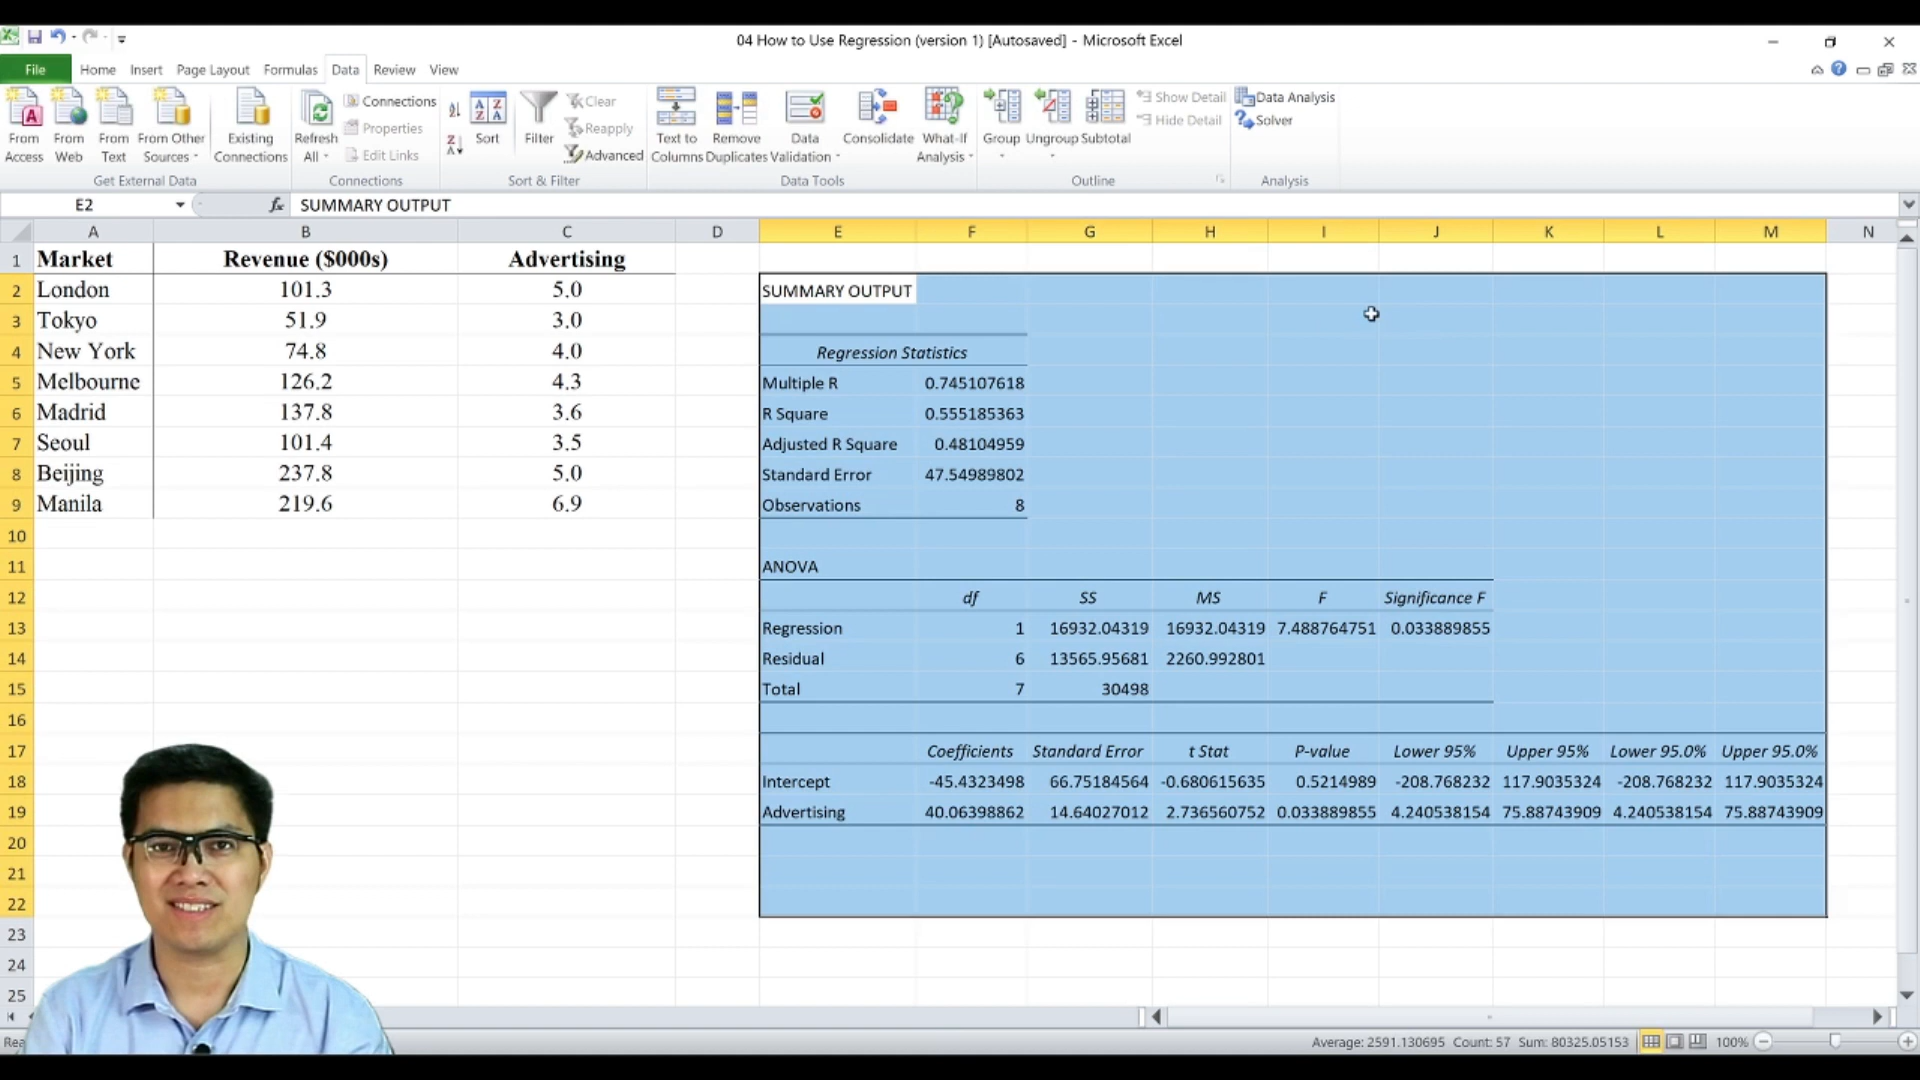 04 How to Use Regression (version 1) [Autosaved] - Microsoft Excel
File Home Insert Page Layout Formulas Data Review View
From Access
From Web
From Text
From Other Sources
Existing Connections
Refresh All
Connections
Properties
Edit Links
Sort
Filter
Clear
Reapply
Advanced
Text to Columns
Remove Duplicates
Data Validation
Consolidate
What-If Analysis
Group
Ungroup
Subtotal
Show Detail
Hide Detail
Data Analysis
Solver
Get External Data Connections Sort & Filter Data Tools Outline Analysis
E2 fx SUMMARY OUTPUT
A B C D E F G H I J K L M N
1 Market Revenue ($000s) Advertising
2 London 101.3 5.0 SUMMARY OUTPUT
3 Tokyo 51.9 3.0
4 New York 74.8 4.0 Regression Statistics
5 Melbourne 126.2 4.3 Multiple R 0.745107618
6 Madrid 137.8 3.6 R Square 0.555185363
7 Seoul 101.4 3.5 Adjusted R Square 0.48104959
8 Beijing 237.8 5.0 Standard Error 47.54989802
9 Manila 219.6 6.9 Observations 8
10
11 ANOVA
12 df SS MS F Significance F
13 Regression 1 16932.04319 16932.04319 7.488764751 0.033889855
14 Residual 6 13565.95681 2260.992801
15 Total 7 30498
16
17 Coefficients Standard Error t Stat P-value Lower 95% Upper 95% Lower 95.0% Upper 95.0%
18 Intercept -45.4323498 66.75184564 -0.680615635 0.5214989 -208.768232 117.9035324 -208.768232 117.9035324
19 Advertising 40.06398862 14.64027012 2.736560752 0.033889855 4.240538154 75.88743909 4.240538154 75.88743909
20
21
22
23
24
25
Rea Average: 2591.130695 Count: 57 Sum: 80325.05153 100%